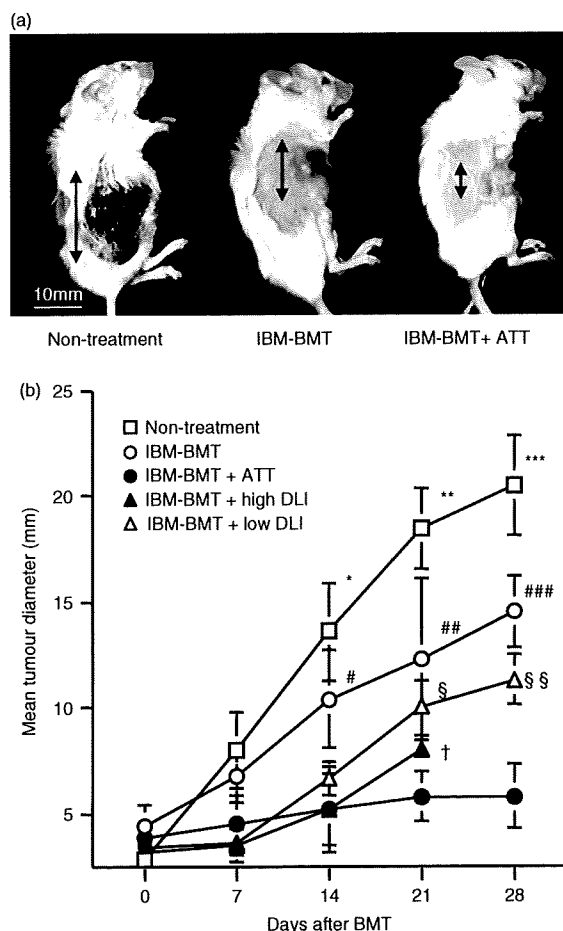 (a)
10mm
Non-treatment IBM-BMT IBM-BMT+ ATT
(b)
25
20
15
10
5
Mean tumour diameter (mm)
Non-treatment
IBM-BMT
IBM-BMT + ATT
IBM-BMT + high DLI
IBM-BMT + low DLI
*
**
***
#
##
###
§
§ §
†
0 7 14 21 28
Days after BMT